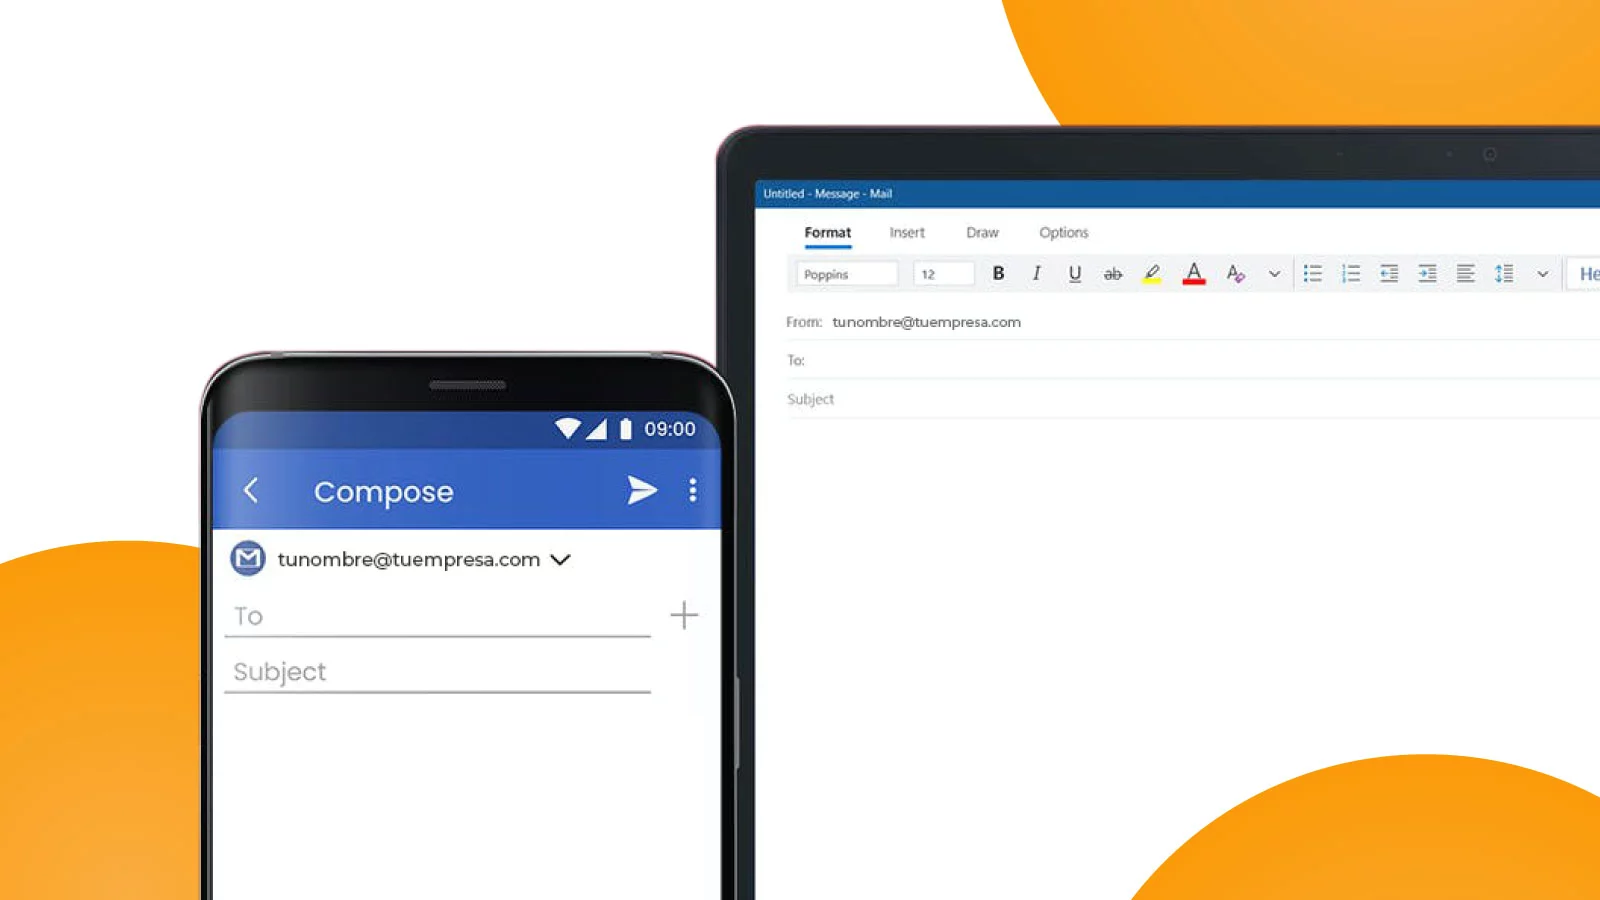 Untitled - Message - Mail
Format Insert Draw Options
Poppins 12 B I U ab A A He
From: tunombre@tuempresa.com
To:
Subject
09:00
Compose
tunombre@tuempresa.com
To
Subject